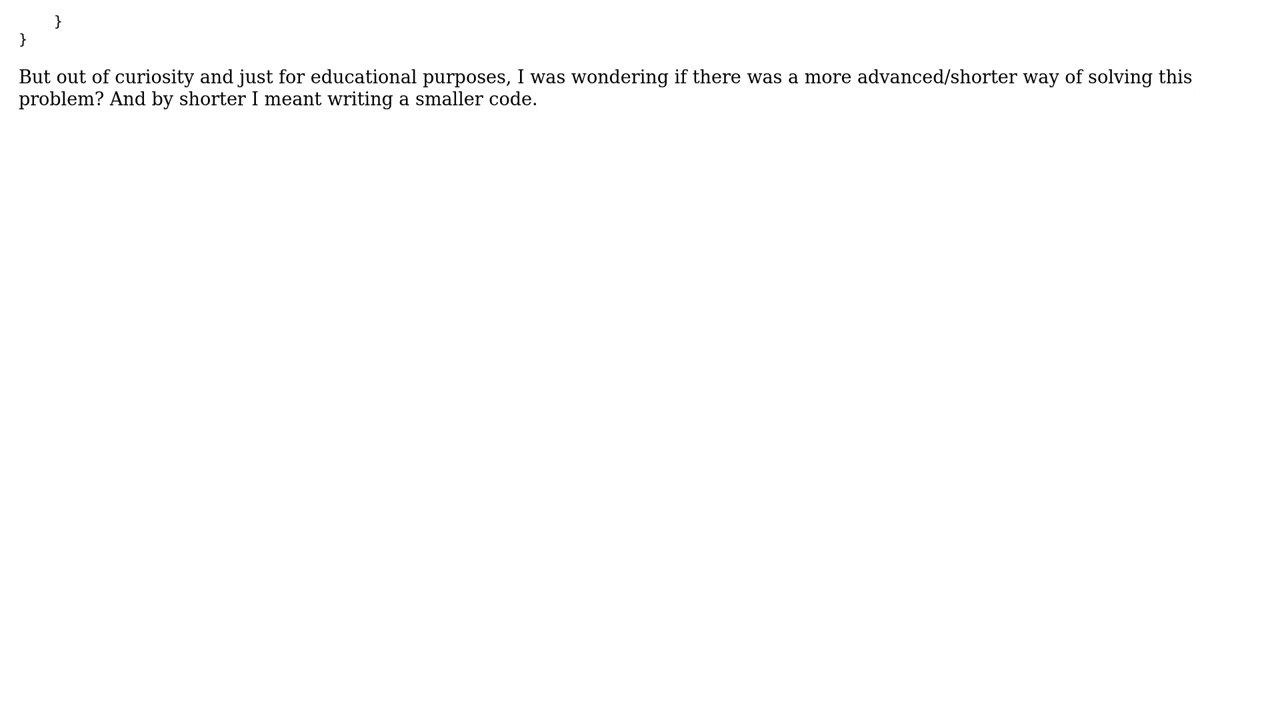 }
}
But out of curiosity and just for educational purposes, I was wondering if there was a more advanced/shorter way of solving this
problem? And by shorter I meant writing a smaller code.